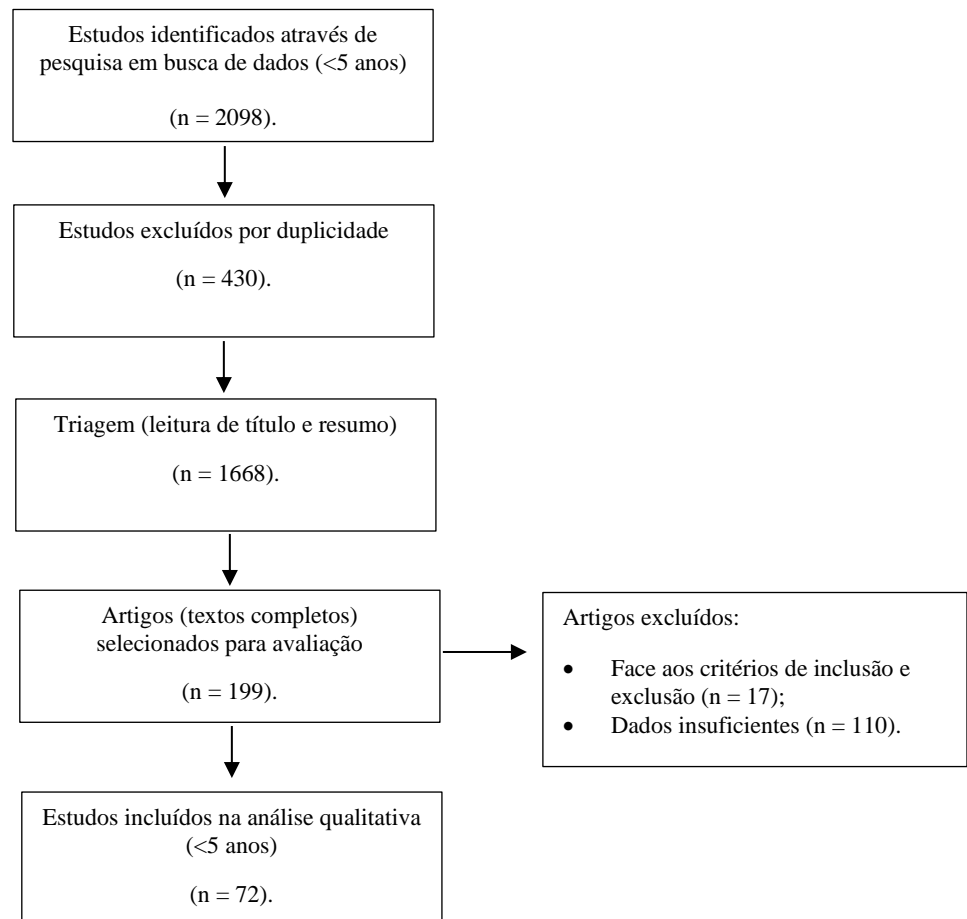 Estudos identificados através de
pesquisa em busca de dados (<5 anos)
(n = 2098).
Estudos excluídos por duplicidade
(n = 430).
Triagem (leitura de título e resumo)
(n = 1668).
Artigos (textos completos)
selecionados para avaliação
(n = 199).
Artigos excluídos:
• Face aos critérios de inclusão e
exclusão (n = 17);
• Dados insuficientes (n = 110).
Estudos incluídos na análise qualitativa
(<5 anos)
(n = 72).